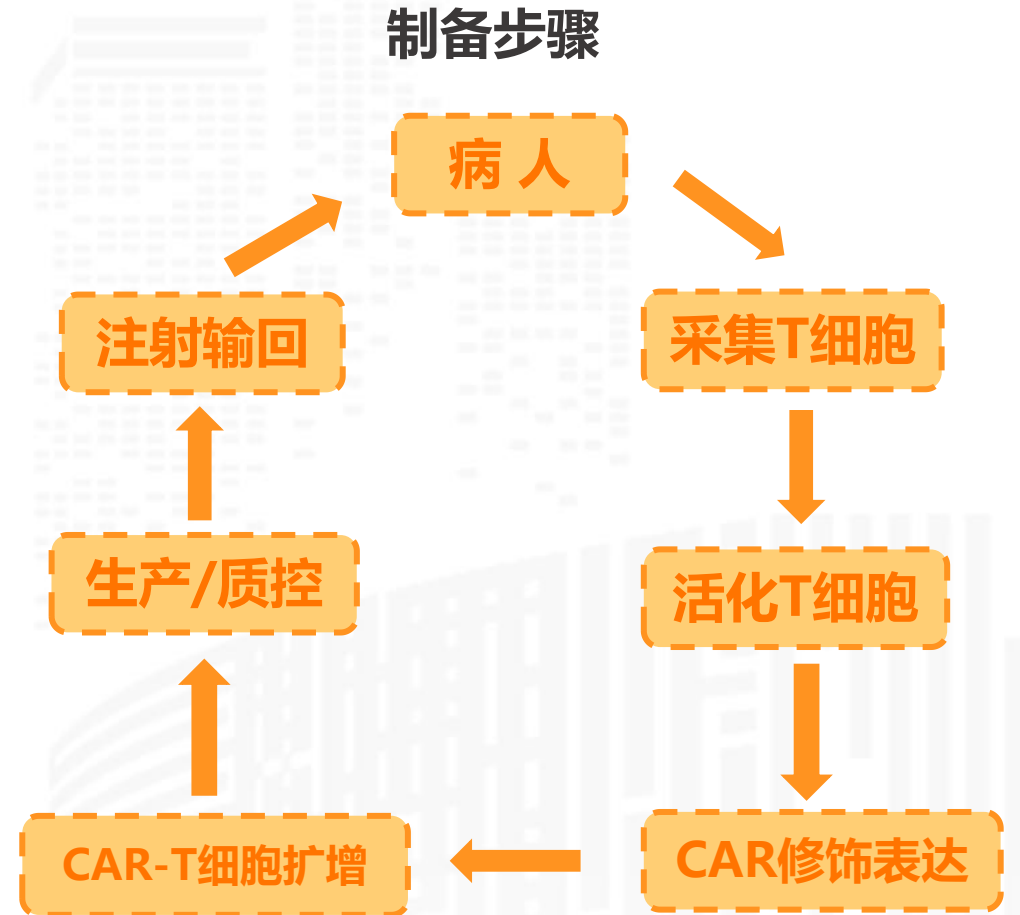 制备步骤
病 人
采集T细胞
活化T细胞
CAR修饰表达
CAR-T细胞扩增
生产/质控
注射输回